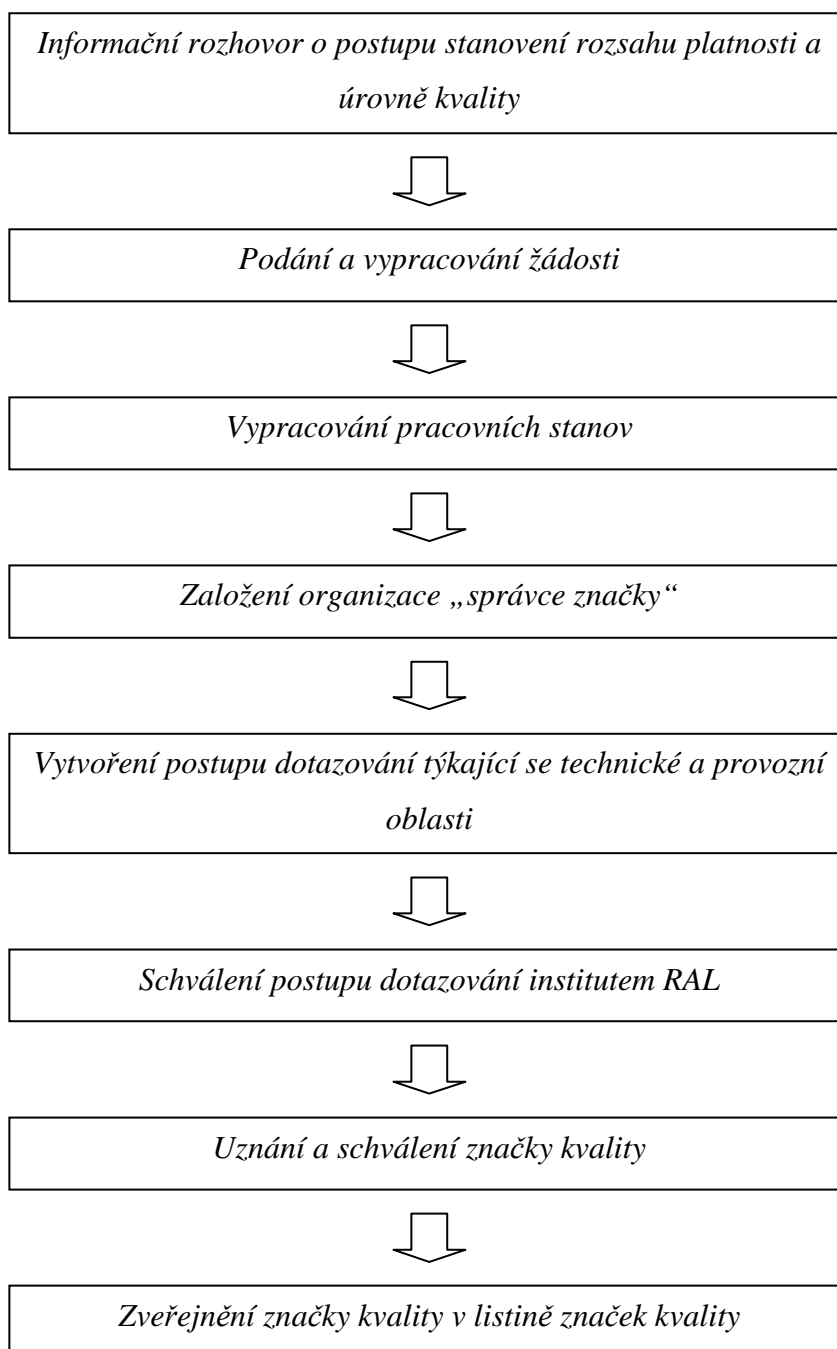 Informační rozhovor o postupu stanovení rozsahu platnosti a
úrovně kvality
Podání a vypracování žádosti
Vypracování pracovních stanov
Založení organizace „správce značky“
Vytvoření postupu dotazování týkající se technické a provozní
oblasti
Schválení postupu dotazování institutem RAL
Uznání a schválení značky kvality
Zveřejnění značky kvality v listině značek kvality